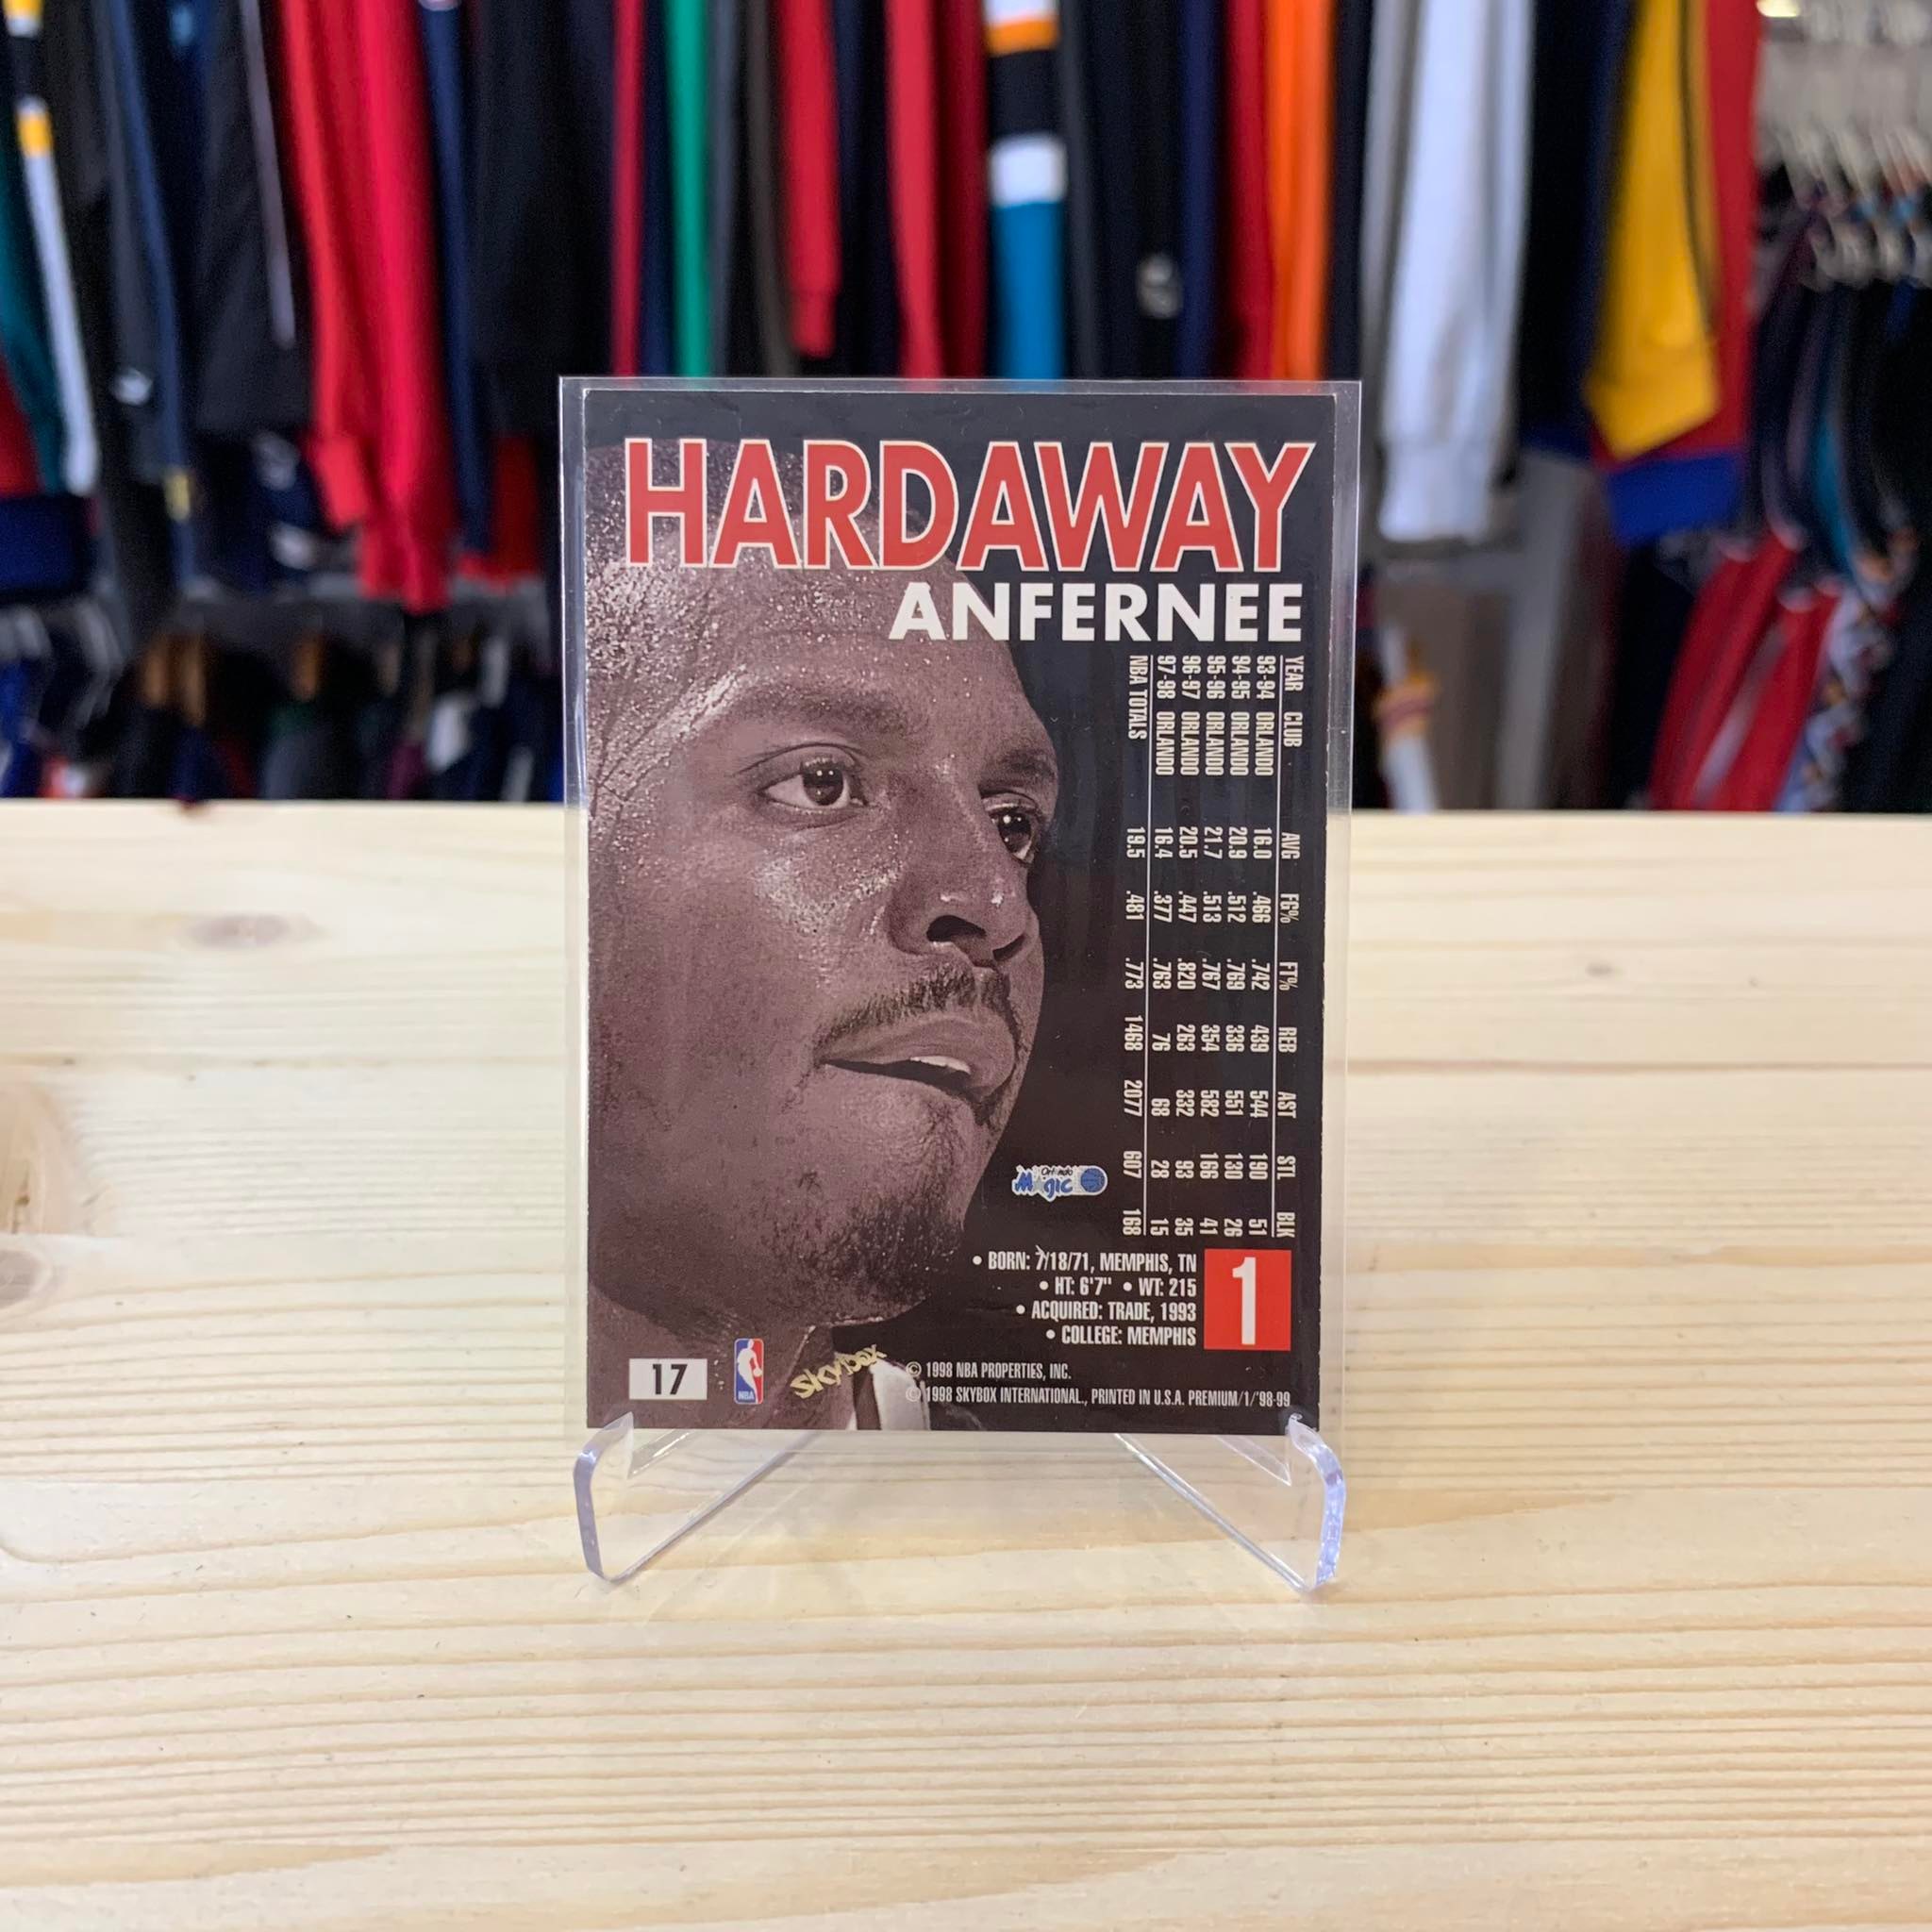 HARDAWAY
ANFERNEE
YEAR CLUB AVG FG% FT% REB AST STL BLK
93-94 ORLANDO 16.0 .466 .742 439 544 190 51
94-95 ORLANDO 20.9 .512 .769 336 551 130 26
95-96 ORLANDO 21.7 .513 .767 354 582 166 41
96-97 ORLANDO 20.5 .447 .820 263 332 93 35
97-98 ORLANDO 16.4 .377 .763 76 68 28 15
NBA TOTALS 19.5 .481 .773 1468 2077 607 168
Orlando
Magic
• BORN: 7/18/71, MEMPHIS, TN
• HT: 6'7" • WT: 215
• ACQUIRED: TRADE, 1993
• COLLEGE: MEMPHIS
1
17
NBA
skybox
© 1998 NBA PROPERTIES, INC.
© 1998 SKYBOX INTERNATIONAL., PRINTED IN U.S.A. PREMIUM/1/'98-99